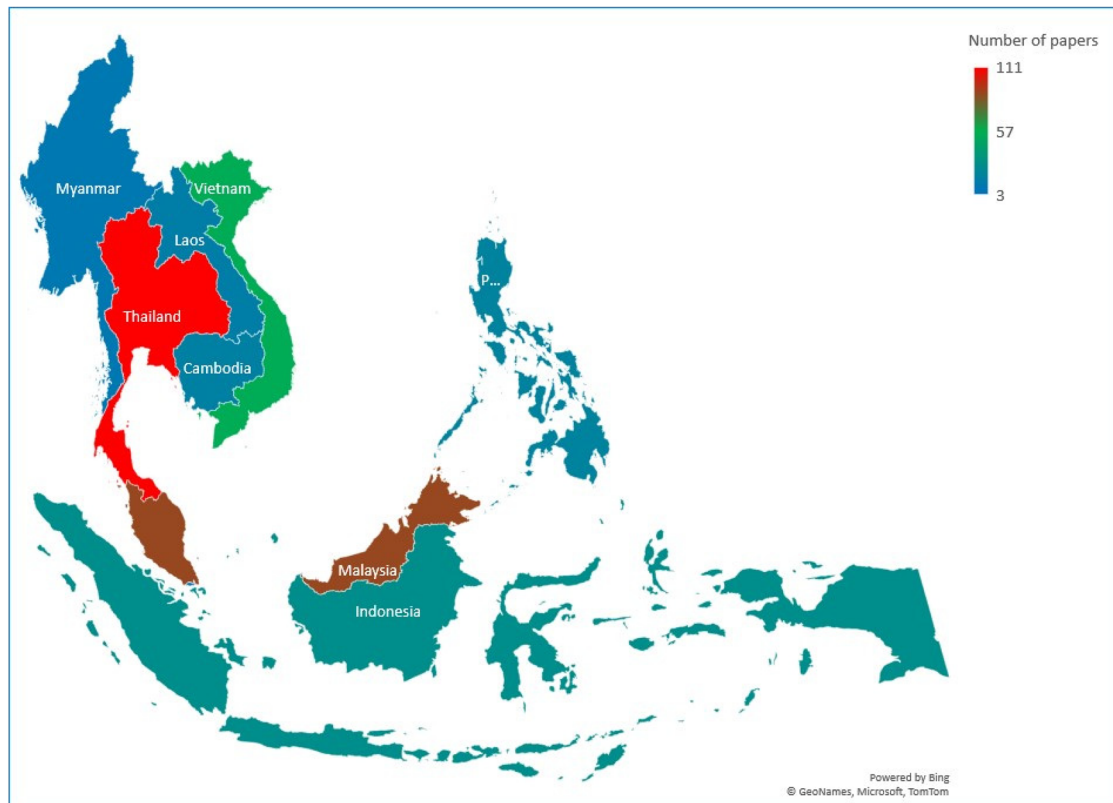 Number of papers
111
57
3
Myanmar
Vietnam
Laos
P...
Thailand
Cambodia
Malaysia
Indonesia
Powered by Bing
© GeoNames, Microsoft, TomTom